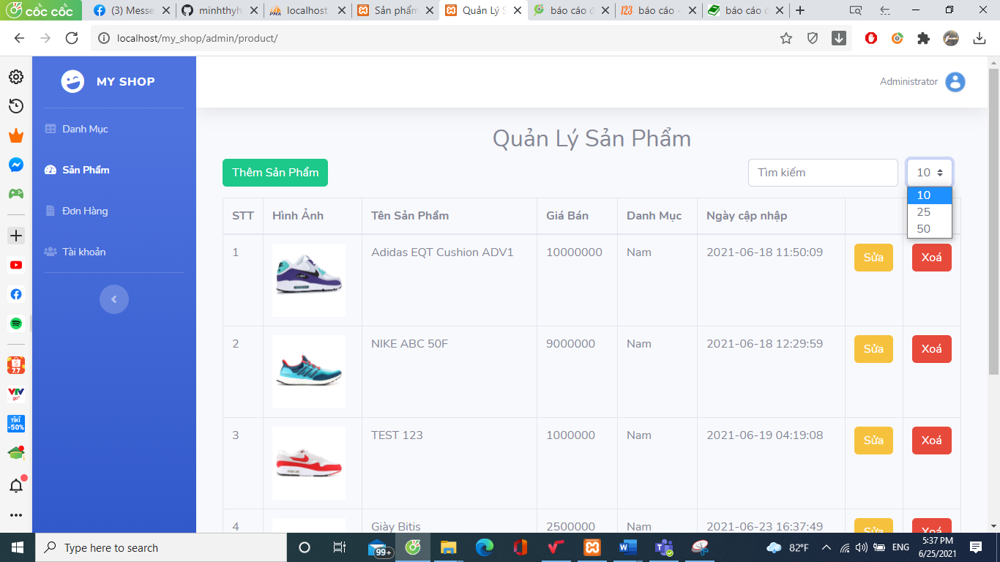 cốc cốc
(3) Messe
minhthyh
localhost
Sản phẩm
Quản Lý S
báo cáo đ
123 báo cáo -
báo cáo đ
localhost/my_shop/admin/product/
MY SHOP
Administrator
Danh Mục
Sản Phẩm
Đơn Hàng
Tài khoản
Quản Lý Sản Phẩm
Thêm Sản Phẩm
Tìm kiếm
10
10
25
50
STT Hình Ảnh Tên Sản Phẩm Giá Bán Danh Mục Ngày cập nhập
1 Adidas EQT Cushion ADV1 10000000 Nam 2021-06-18 11:50:09 Sửa Xoá
2 NIKE ABC 50F 9000000 Nam 2021-06-18 12:29:59 Sửa Xoá
3 TEST 123 1000000 Nam 2021-06-19 04:19:08 Sửa Xoá
4 Giày Bitis 2500000 Nam 2021-06-23 16:37:49 Sửa Xoá
7.7
VTV
go
TIKI
-50%
Type here to search
99+
82°F
ENG
5:37 PM
6/25/2021